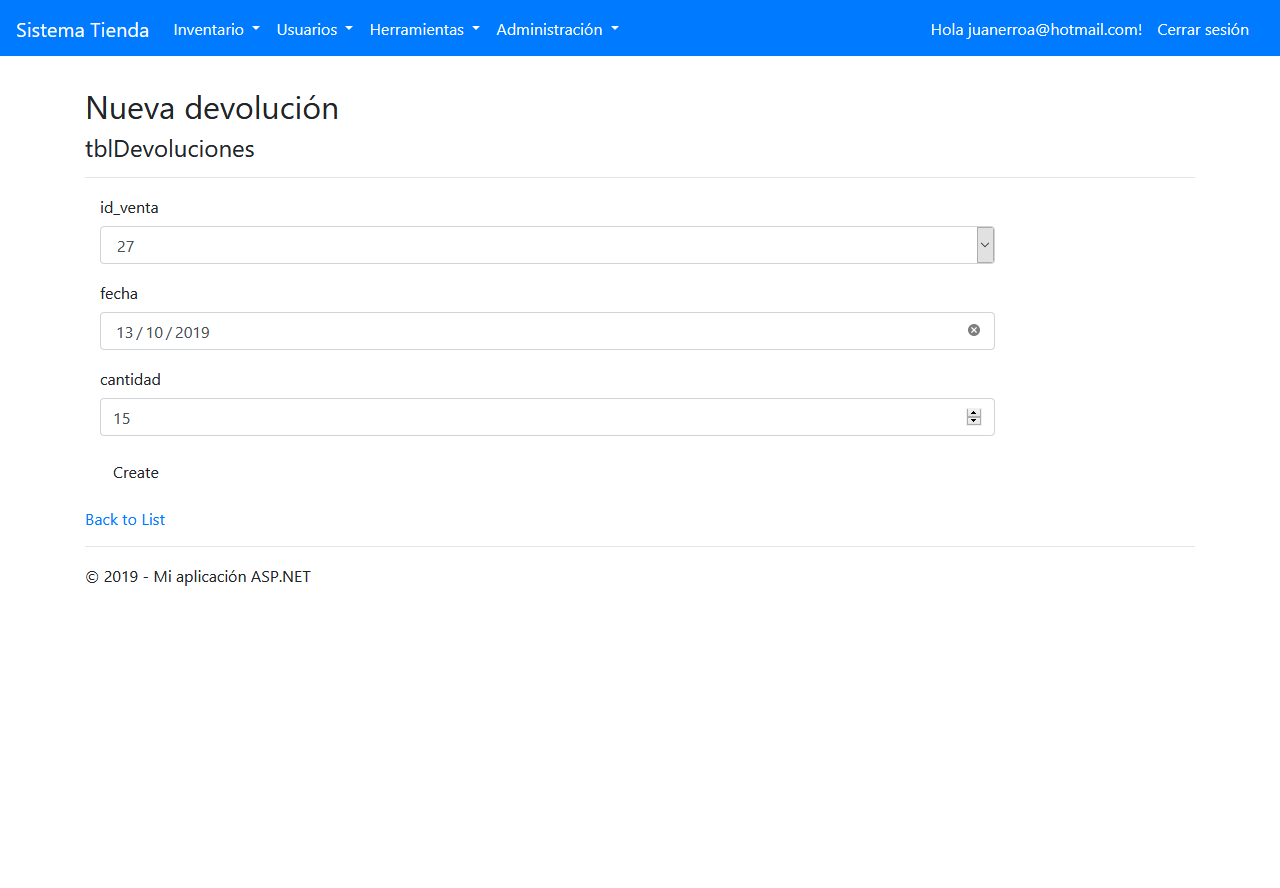 Sistema Tienda Inventario Usuarios Herramientas Administración Hola juanerroa@hotmail.com! Cerrar sesión
Nueva devolución
tblDevoluciones
id_venta
27
fecha
13 / 10 / 2019
cantidad
15
Create
Back to List
© 2019 - Mi aplicación ASP.NET